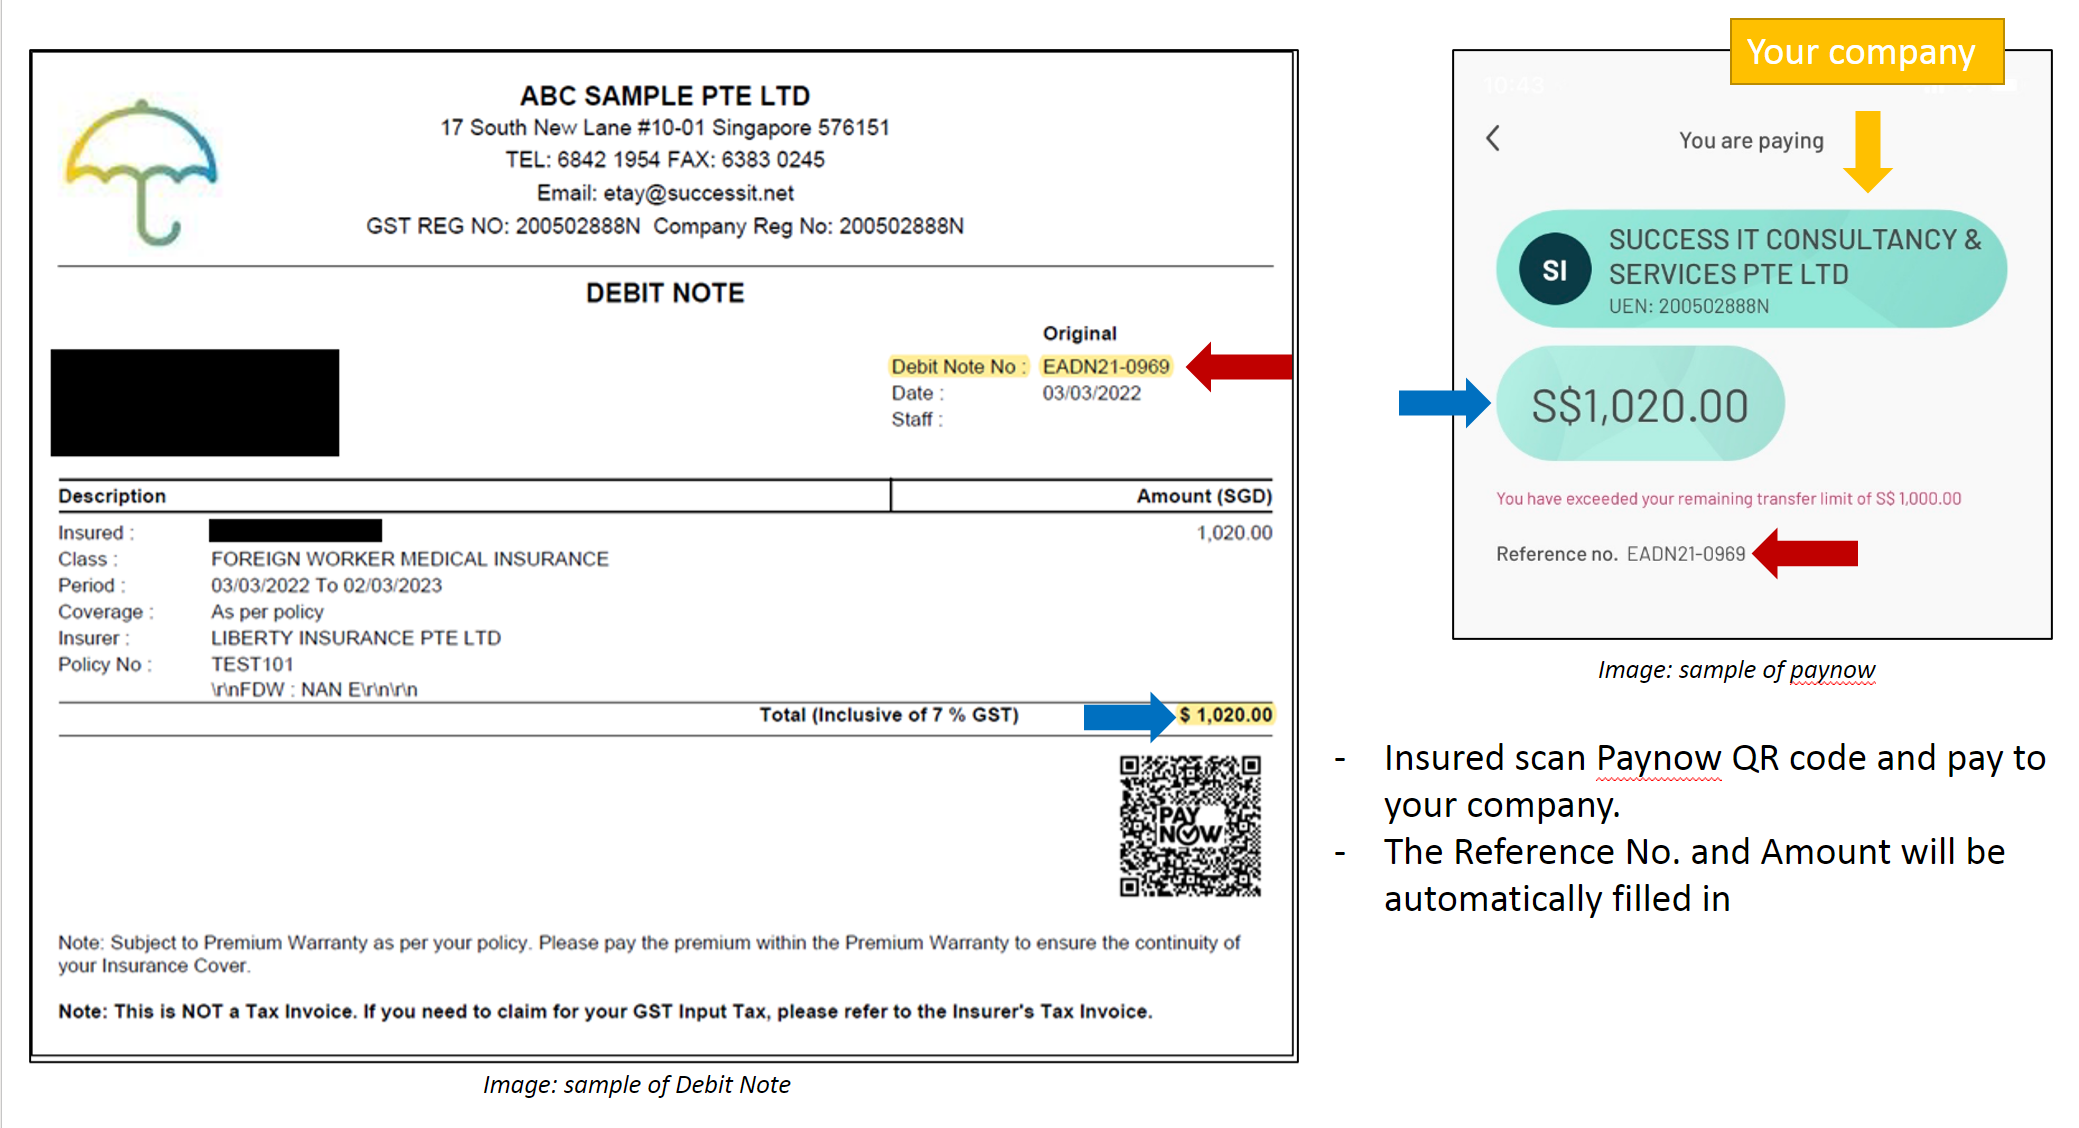 Your company
ABC SAMPLE PTE LTD
17 South New Lane #10-01 Singapore 576151
TEL: 6842 1954 FAX: 6383 0245
Email: etay@successit.net
GST REG NO: 200502888N Company Reg No: 200502888N
DEBIT NOTE
Original
Debit Note No : EADN21-0969
Date : 03/03/2022
Staff :
Description Amount (SGD)
Insured : 1,020.00
Class : FOREIGN WORKER MEDICAL INSURANCE
Period : 03/03/2022 To 02/03/2023
Coverage : As per policy
Insurer : LIBERTY INSURANCE PTE LTD
Policy No : TEST101
\r\nFDW : NAN E\r\n\r\n
Total (Inclusive of 7 % GST) $ 1,020.00
PAY
NOW
Note: Subject to Premium Warranty as per your policy. Please pay the premium within the Premium Warranty to ensure the continuity of
your Insurance Cover.
Note: This is NOT a Tax Invoice. If you need to claim for your GST Input Tax, please refer to the Insurer's Tax Invoice.
Image: sample of Debit Note
10:43
You are paying
SI
SUCCESS IT CONSULTANCY &
SERVICES PTE LTD
UEN: 200502888N
S$1,020.00
You have exceeded your remaining transfer limit of S$ 1,000.00
Reference no. EADN21-0969
Image: sample of paynow
- Insured scan Paynow QR code and pay to
your company.
- The Reference No. and Amount will be
automatically filled in